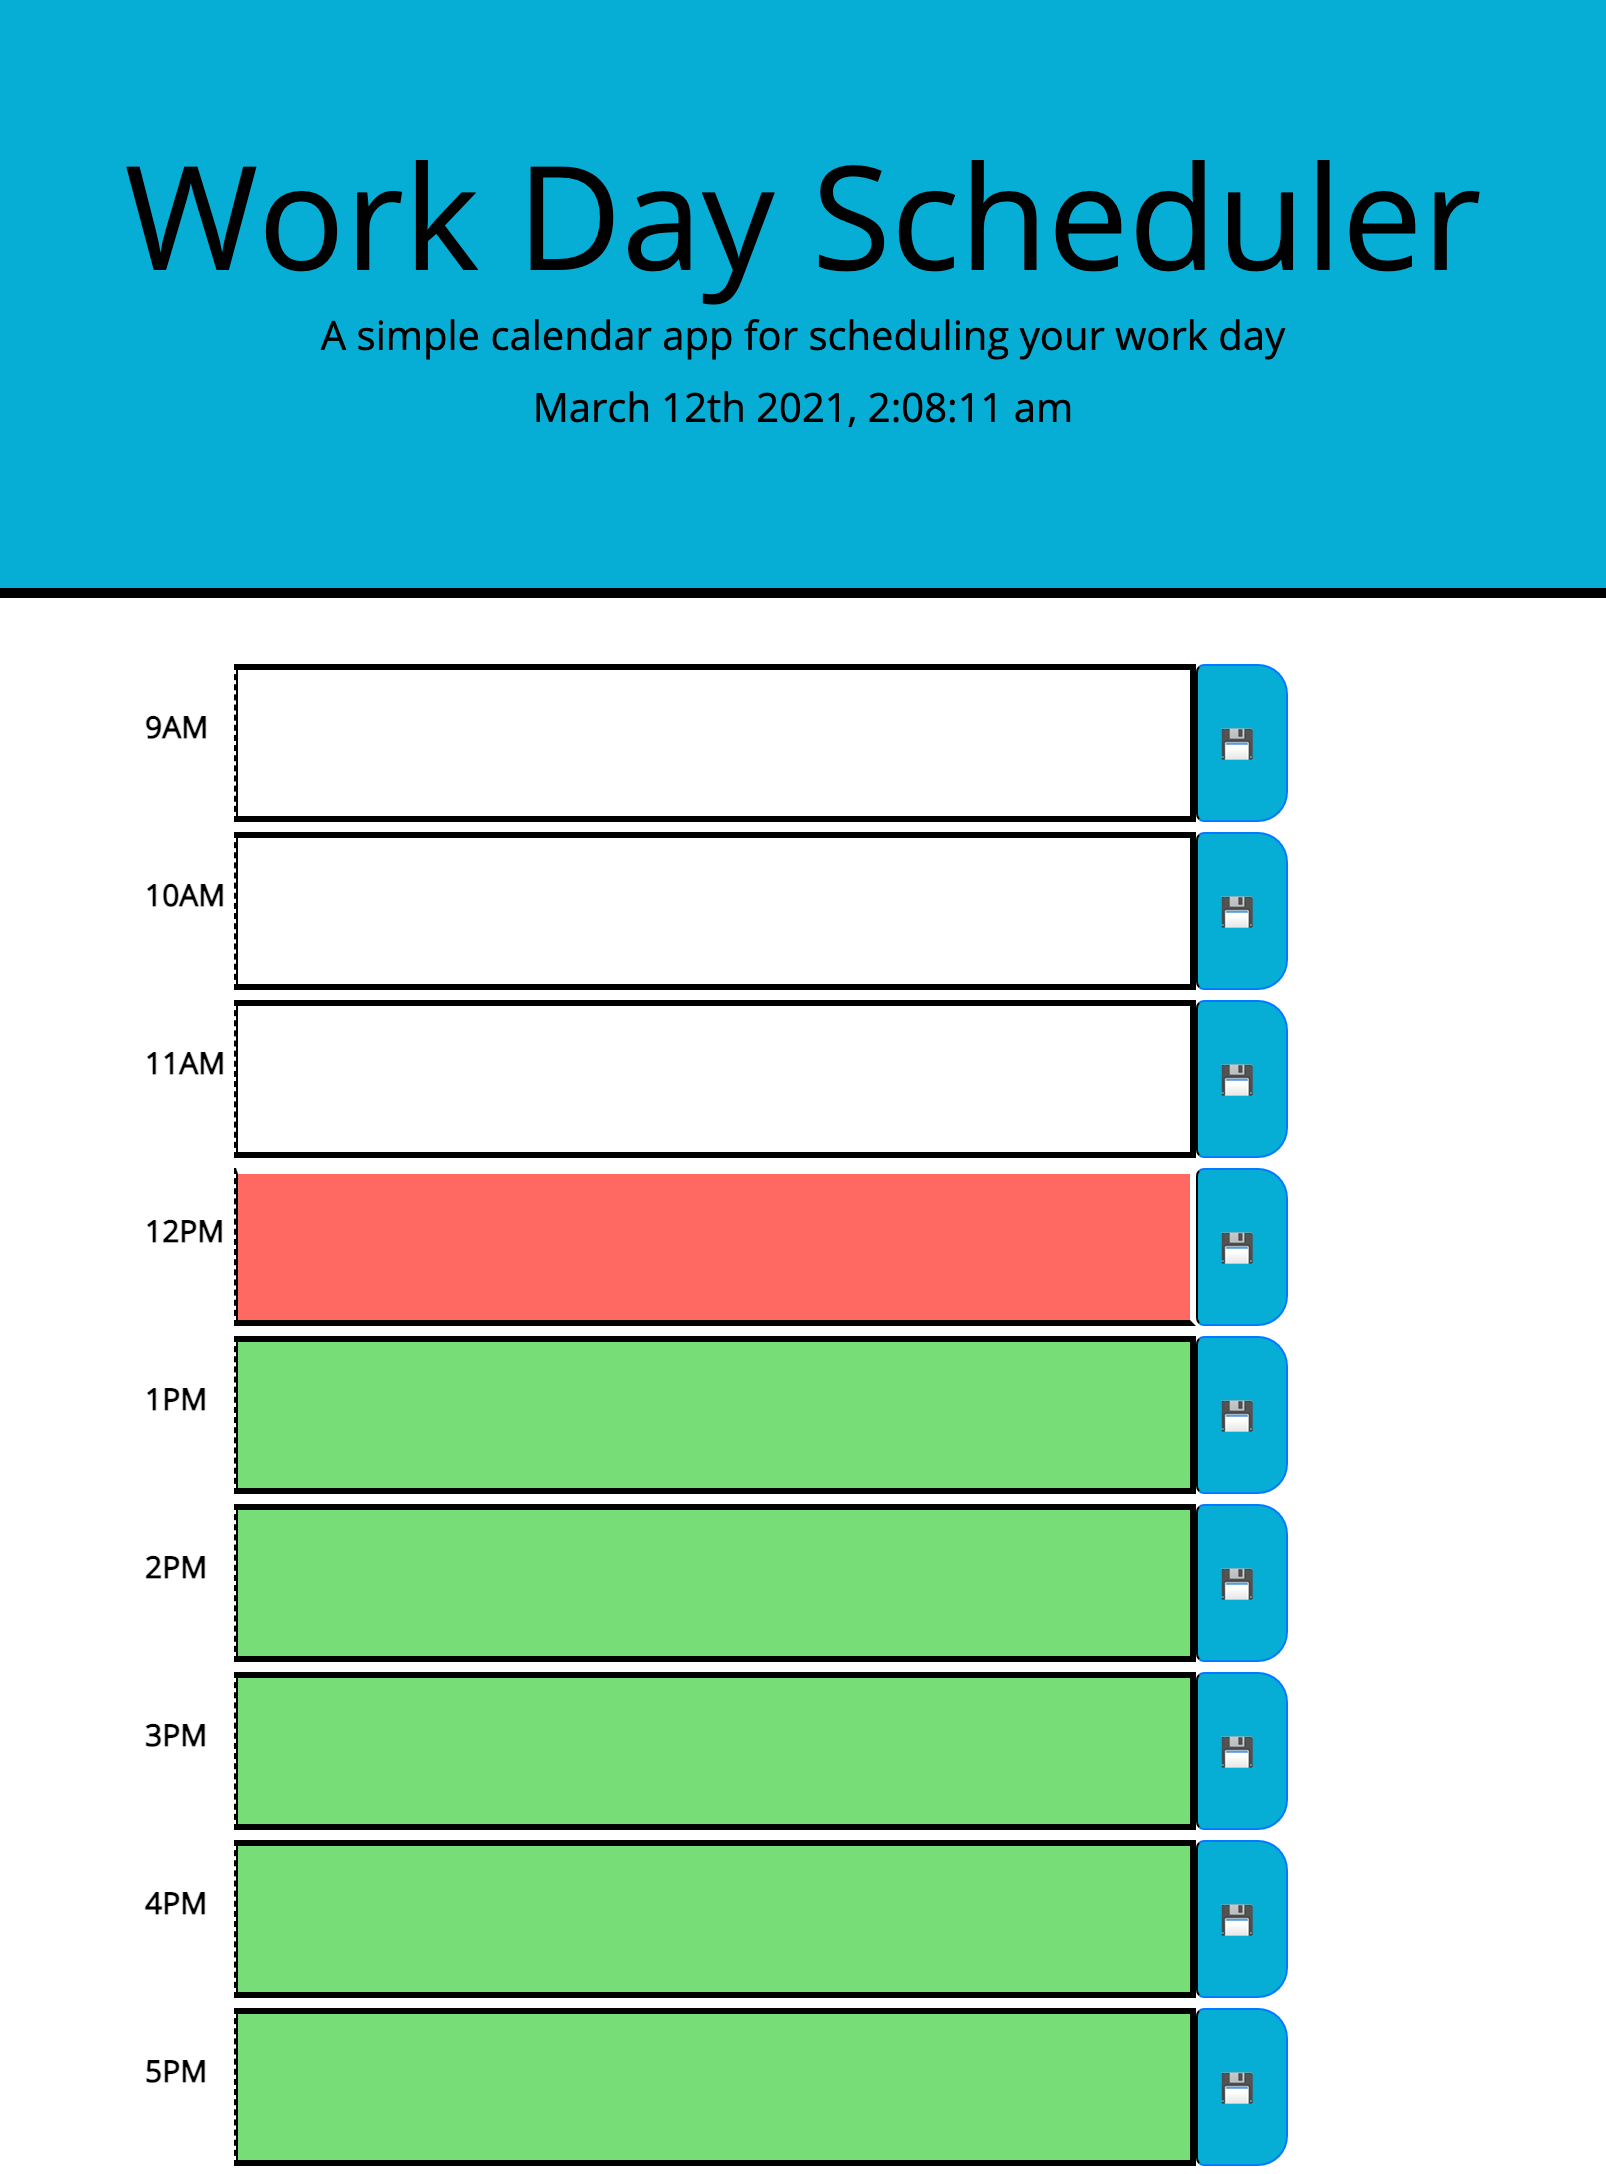 Work Day Scheduler
A simple calendar app for scheduling your work day
March 12th 2021, 2:08:11 am
9AM
10AM
11AM
12PM
1PM
2PM
3PM
4PM
5PM